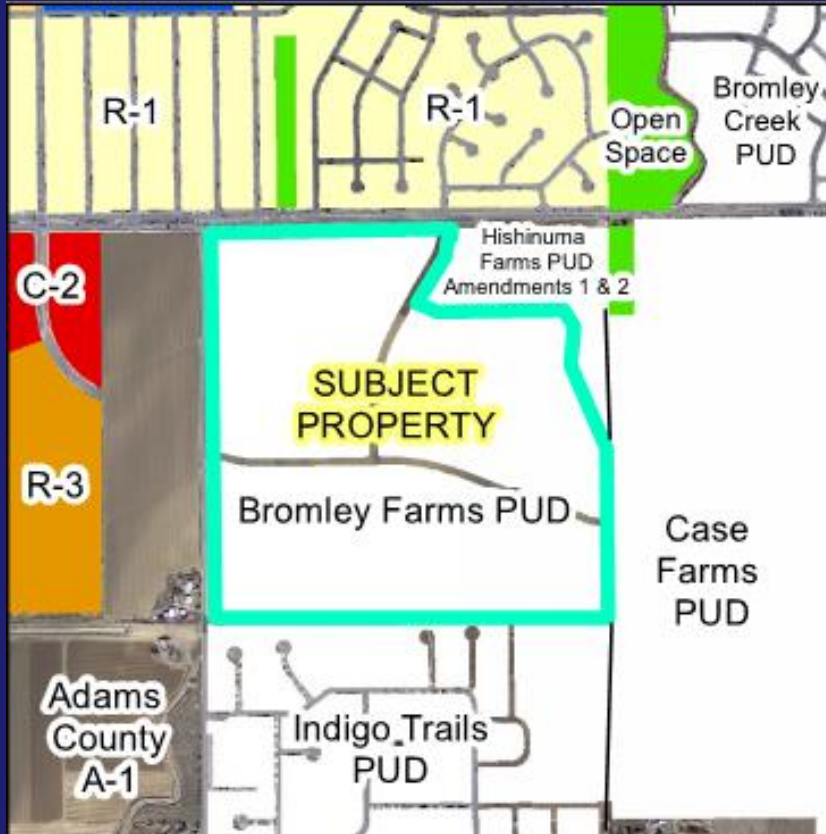 R-1
R-1
Open
Space
Bromley
Creek
PUD
C-2
Hishinuma
Farms PUD
Amendments 1 & 2
SUBJECT
PROPERTY
R-3
Bromley Farms PUD
Case
Farms
PUD
Adams
County
A-1
Indigo Trails
PUD